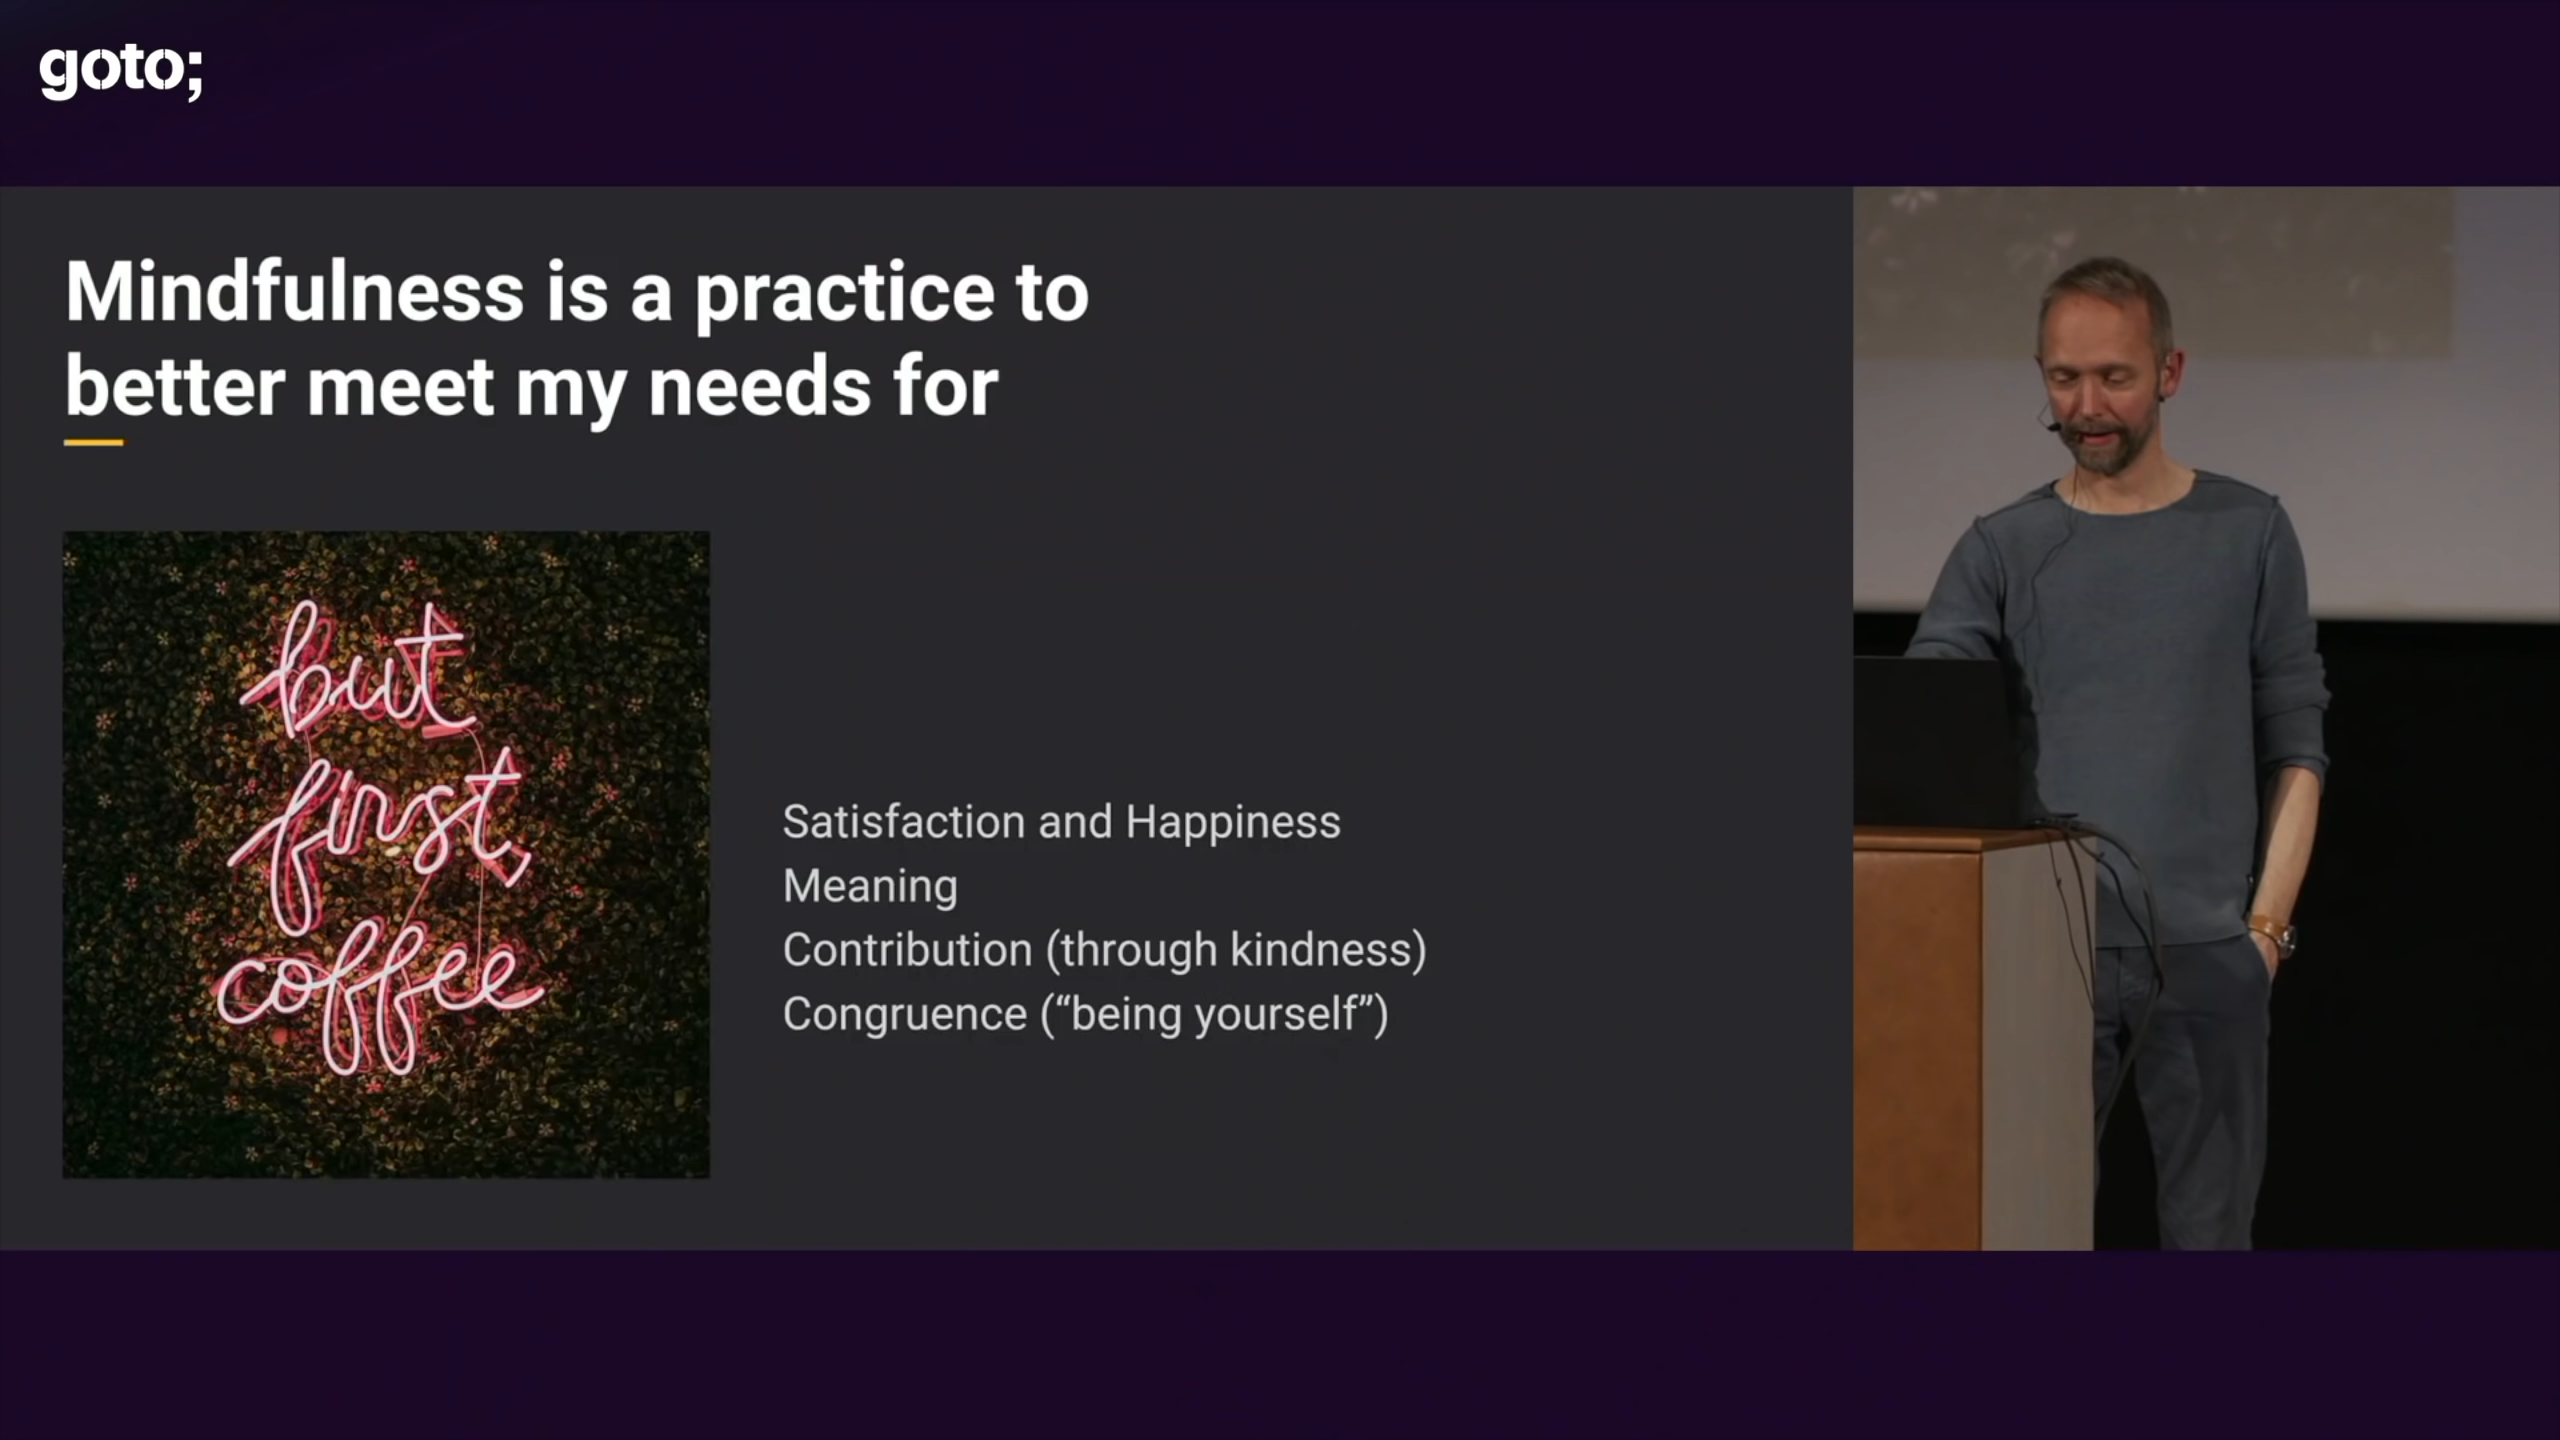 goto;
Mindfulness is a practice to
better meet my needs for
but
first,
coffee
Satisfaction and Happiness
Meaning
Contribution (through kindness)
Congruence (“being yourself”)